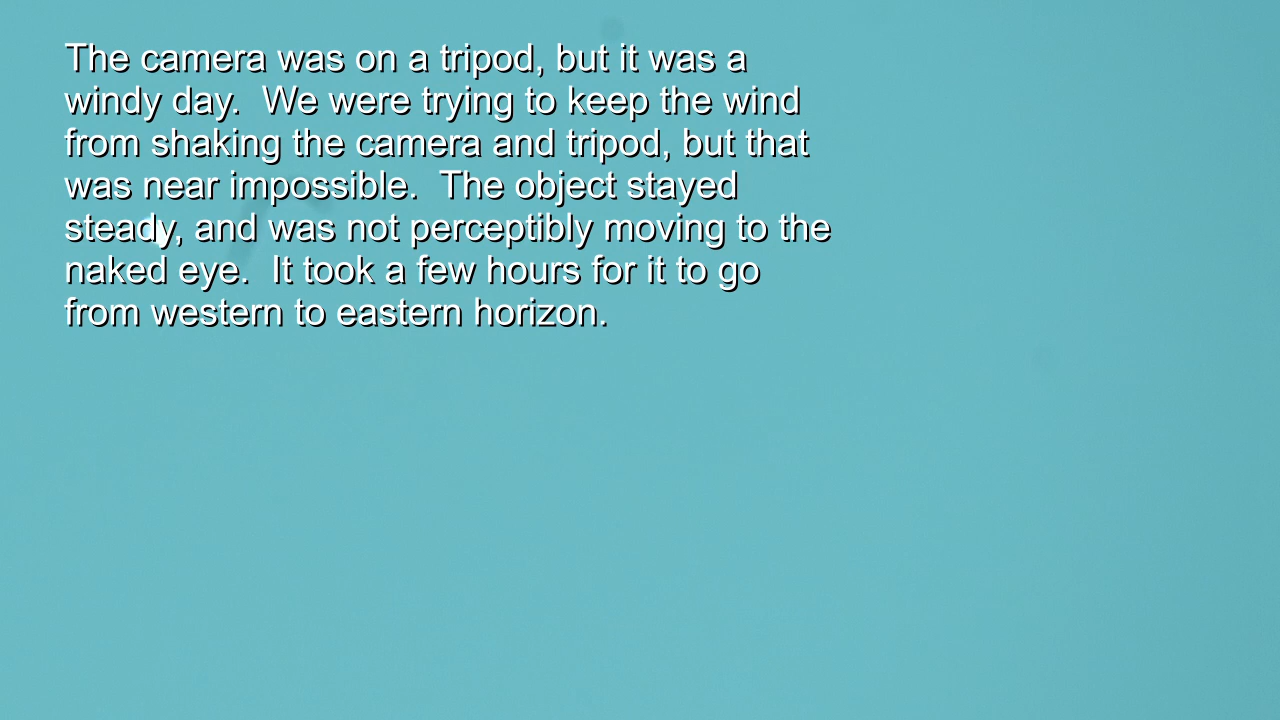 The camera was on a tripod, but it was a
windy day.  We were trying to keep the wind
from shaking the camera and tripod, but that
was near impossible.  The object stayed
steady, and was not perceptibly moving to the
naked eye.  It took a few hours for it to go
from western to eastern horizon.